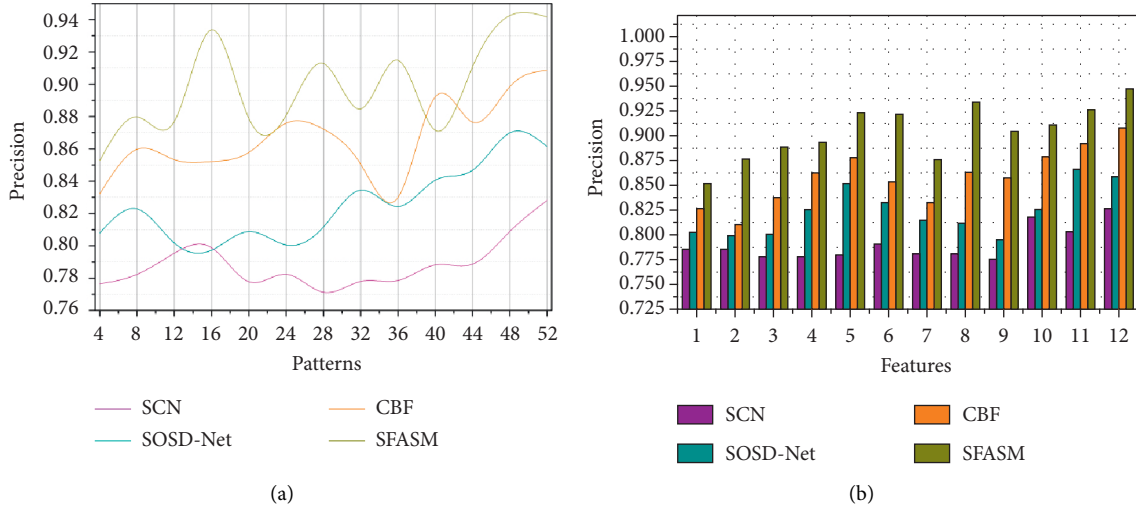 0.94
0.92
0.90
0.88
0.86
0.84
0.82
0.80
0.78
0.76
Precision
4 8 12 16 20 24 28 32 36 40 44 48 52
Patterns
SCN CBF
SOSD-Net SFASM
(a)
1.000
0.975
0.950
0.925
0.900
0.875
0.850
0.825
0.800
0.775
0.750
0.725
Precision
1 2 3 4 5 6 7 8 9 10 11 12
Features
SCN CBF
SOSD-Net SFASM
(b)